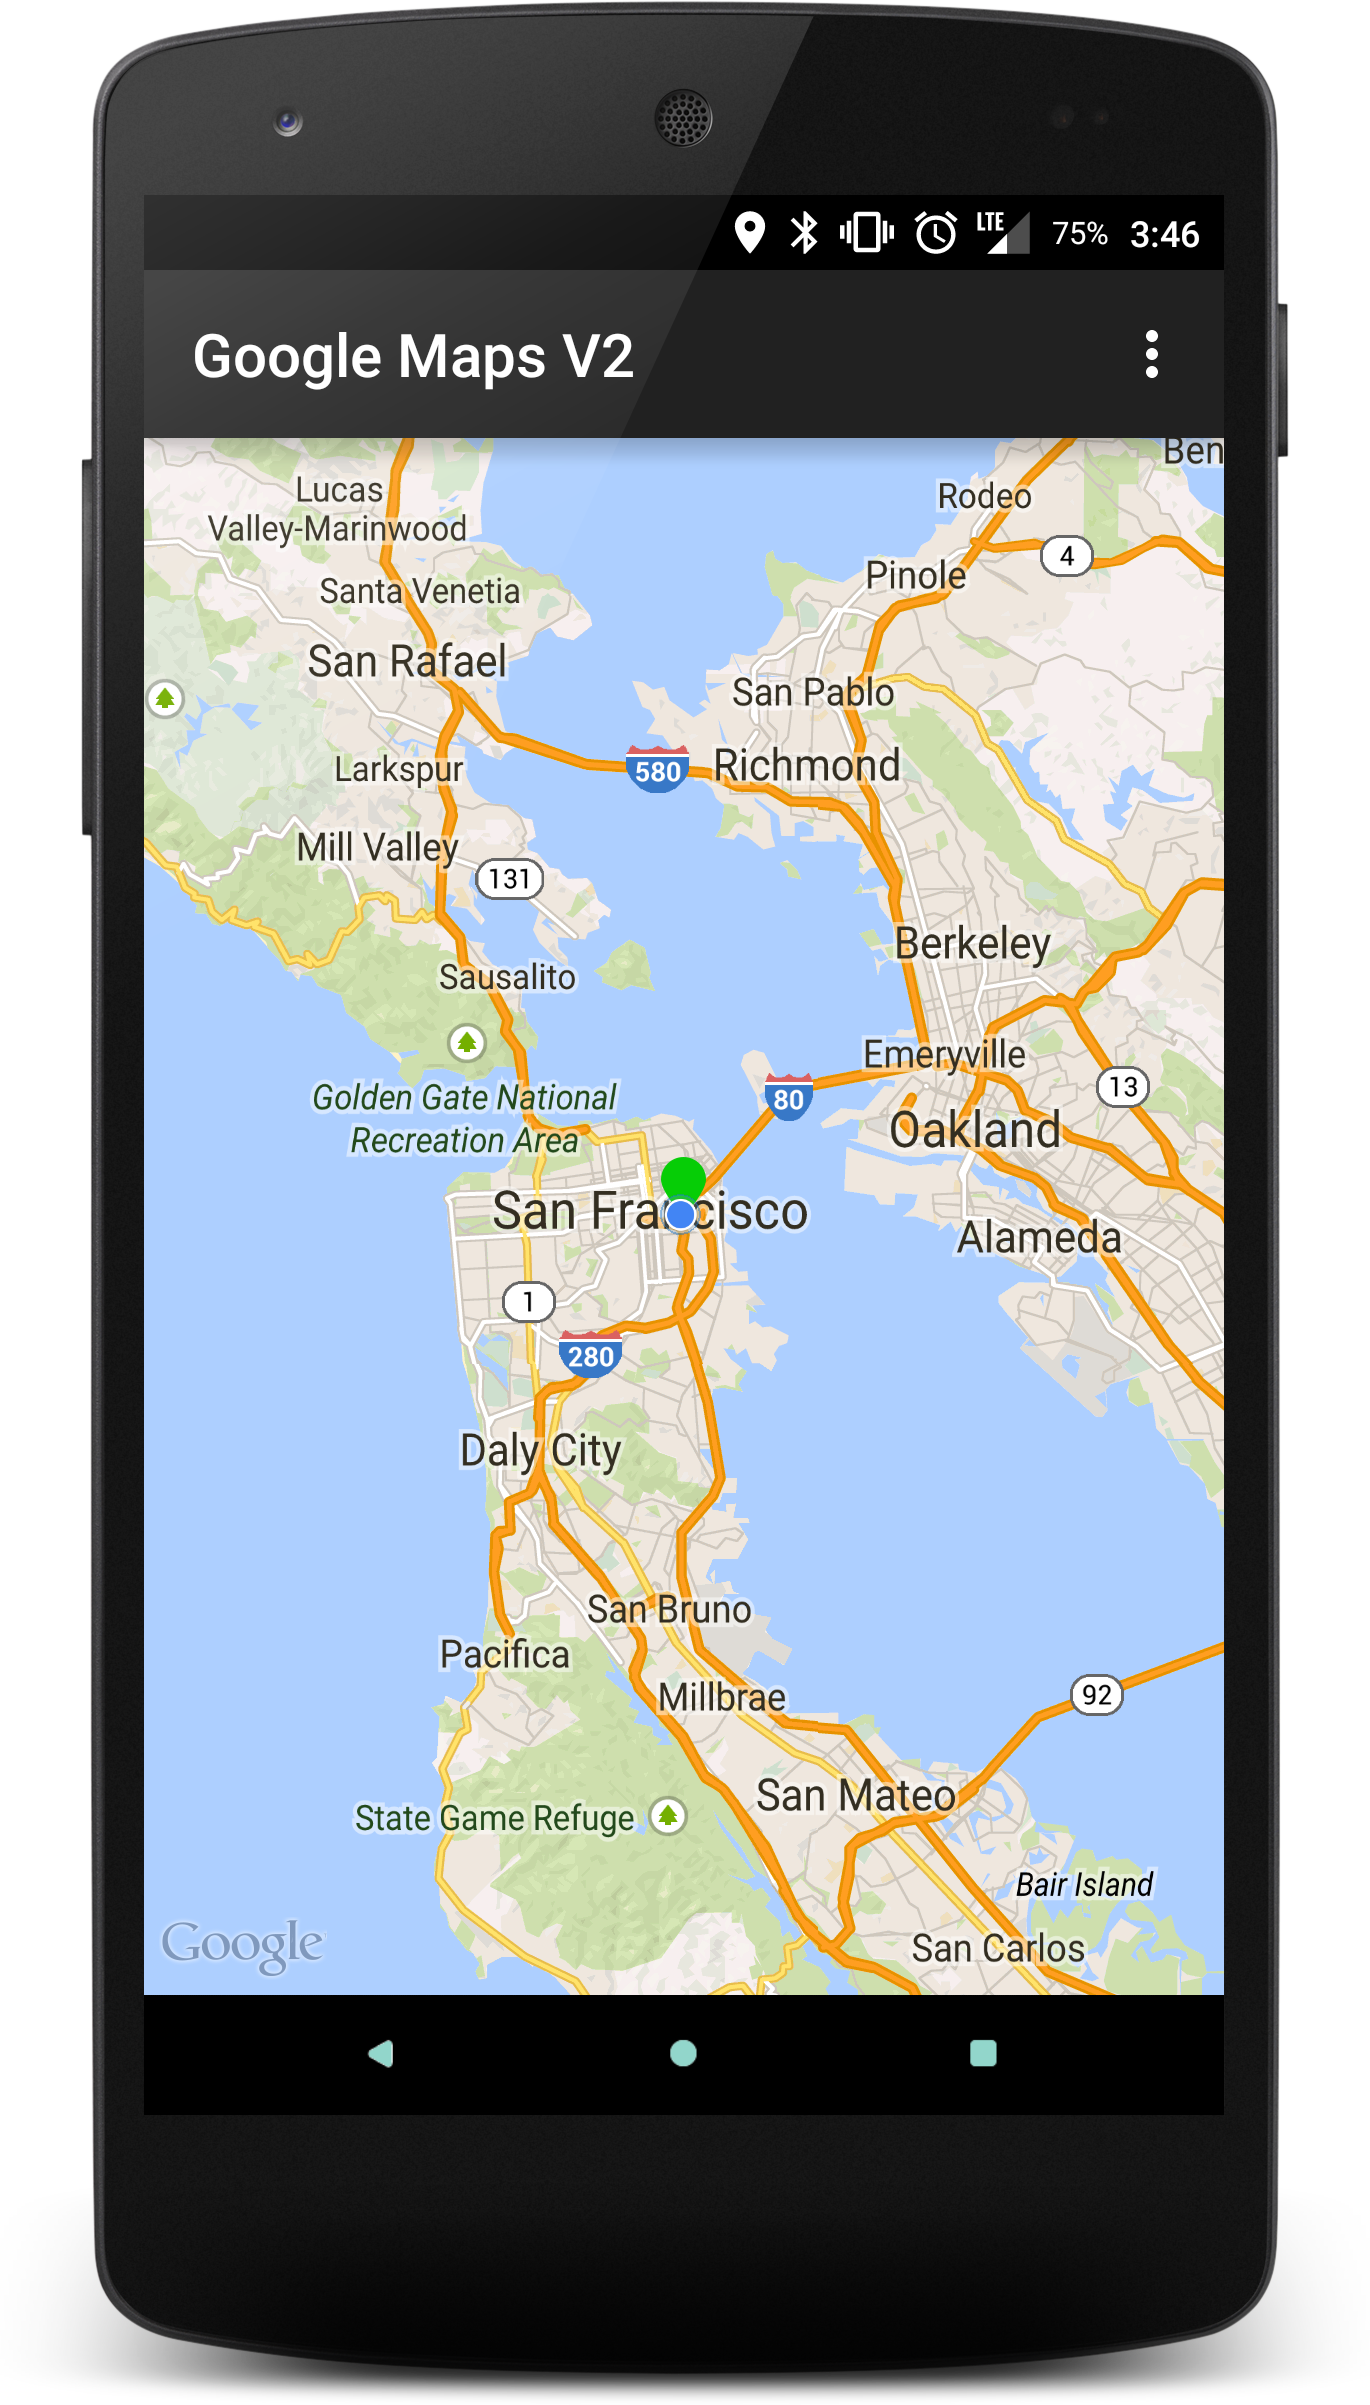 LTE 75% 3:46
Google Maps V2
Ben
Lucas
Valley-Marinwood
Rodeo
4
Pinole
Santa Venetia
San Rafael
San Pablo
Richmond
580
Larkspur
Mill Valley
131
Berkeley
Sausalito
Emeryville
Golden Gate National
Recreation Area
80
13
Oakland
San Francisco
Alameda
1
280
Daly City
San Bruno
Pacifica
Millbrae
92
San Mateo
State Game Refuge
Bair Island
Google
San Carlos